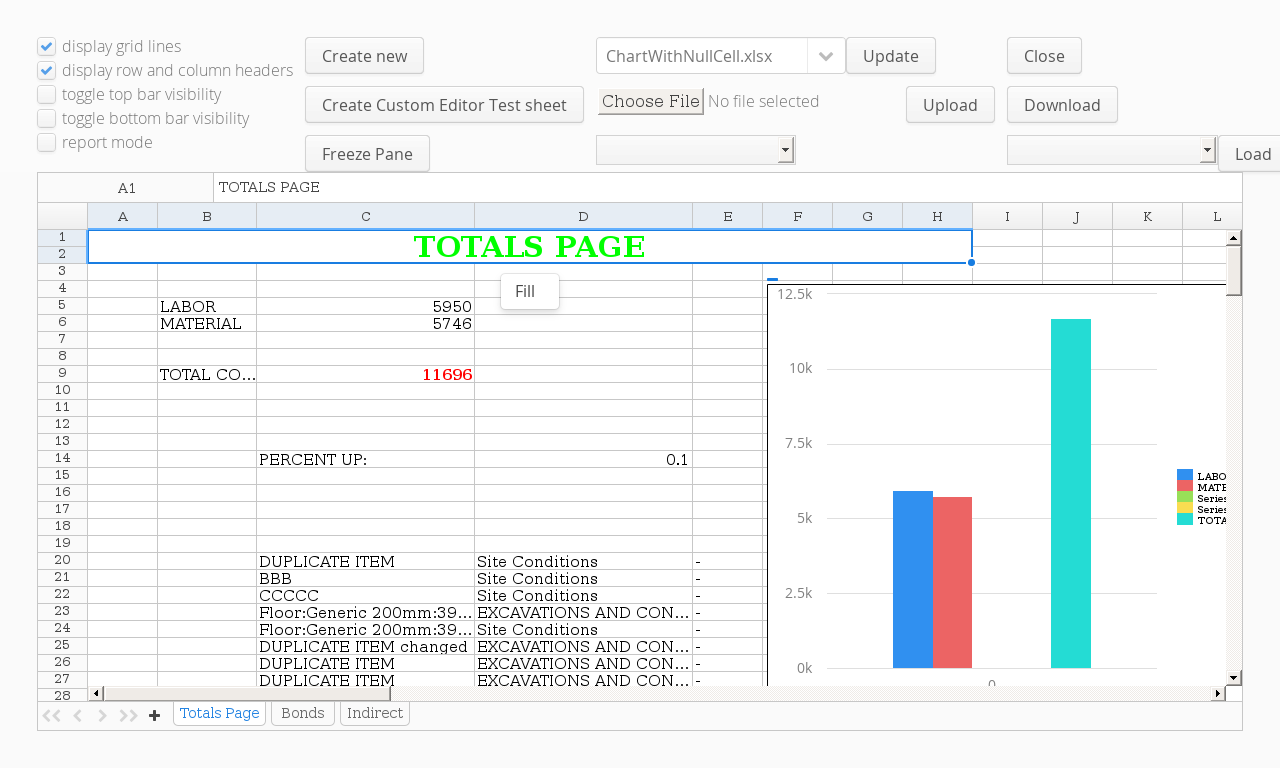 display grid lines
display row and column headers
toggle top bar visibility
toggle bottom bar visibility
report mode
Create new
ChartWithNullCell.xlsx
Update
Close
Create Custom Editor Test sheet
Choose File No file selected
Upload
Download
Freeze Pane
Load
A1 TOTALS PAGE
A B C D E F G H I J K L
1 TOTALS PAGE
2
3
4
Fill
5 LABOR 5950
6 MATERIAL 5746
7
8
9 TOTAL CO... 11696
10
11
12
13
14 PERCENT UP: 0.1
15
16
17
18
19
20 DUPLICATE ITEM Site Conditions -
21 BBB Site Conditions -
22 CCCCC Site Conditions -
23 Floor:Generic 200mm:39... EXCAVATIONS AND CON... -
24 Floor:Generic 200mm:39... Site Conditions -
25 DUPLICATE ITEM changed EXCAVATIONS AND CON... -
26 DUPLICATE ITEM EXCAVATIONS AND CON... -
27 DUPLICATE ITEM EXCAVATIONS AND CON... -
28
12.5k
10k
7.5k
5k
2.5k
0k
0
LABO
MATE
Series
Series
TOTA
Totals Page
Bonds
Indirect